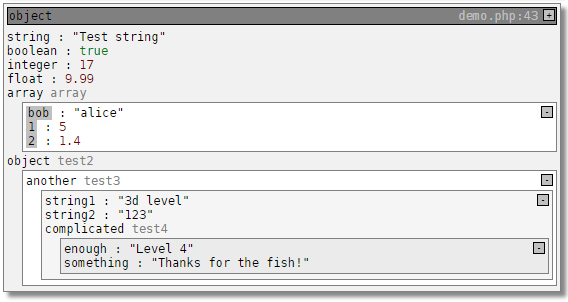 object demo.php:43 +
string : "Test string"
boolean : true
integer : 17
float : 9.99
array array
bob : "alice" -
1 : 5
2 : 1.4
object test2
another test3 -
string1 : "3d level" -
string2 : "123"
complicated test4
enough : "Level 4" -
something : "Thanks for the fish!"